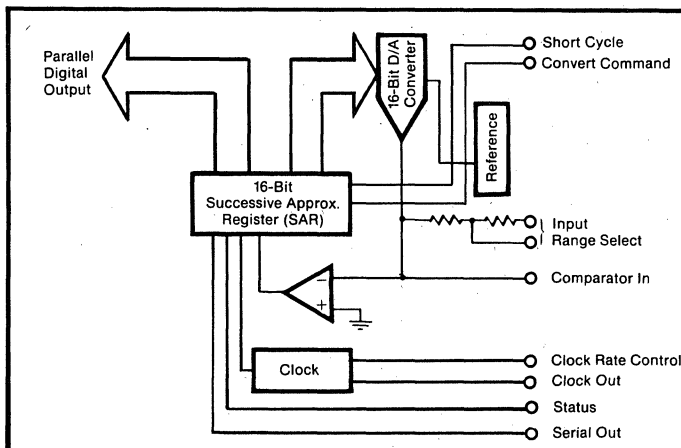 Parallel
Digital
Output
16-Bit D/A
Converter
Short Cycle
Convert Command
Reference
16-Bit
Successive Approx.
Register (SAR)
Input
Range Select
−
+
Comparator In
Clock
Clock Rate Control
Clock Out
Status
Serial Out